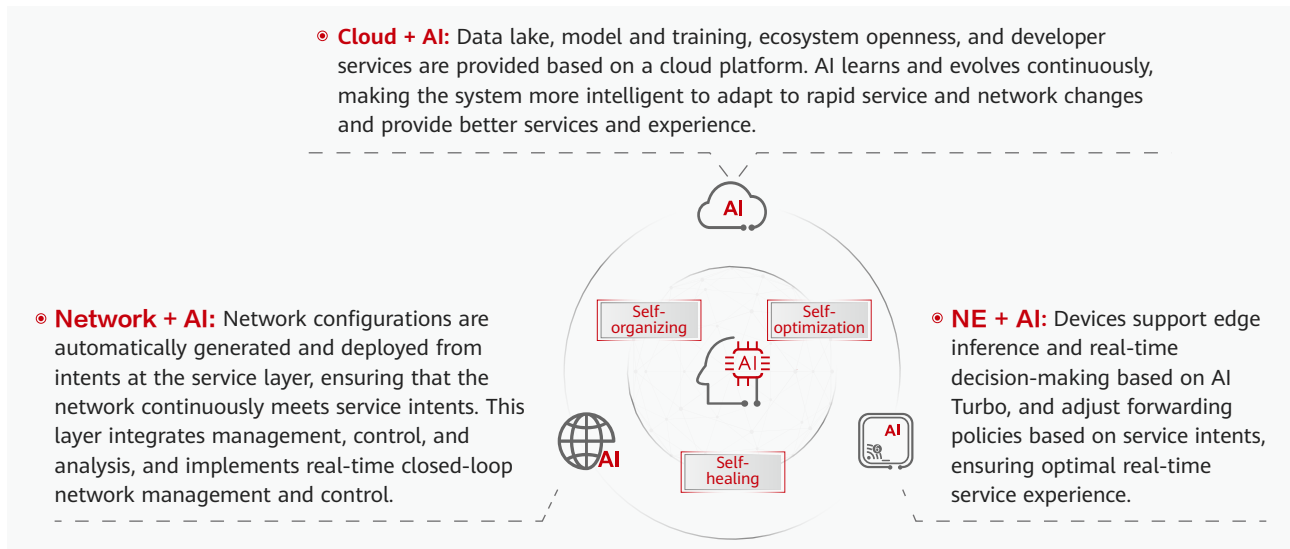 Cloud + AI: Data lake, model and training, ecosystem openness, and developer
services are provided based on a cloud platform. AI learns and evolves continuously,
making the system more intelligent to adapt to rapid service and network changes
and provide better services and experience.
AI
Self-
organizing
Self-
optimization
AI
Network + AI: Network configurations are
automatically generated and deployed from
intents at the service layer, ensuring that the
network continuously meets service intents. This
layer integrates management, control, and
analysis, and implements real-time closed-loop
network management and control.
AI
Self-
healing
AI
NE + AI: Devices support edge
inference and real-time
decision-making based on AI
Turbo, and adjust forwarding
policies based on service intents,
ensuring optimal real-time
service experience.